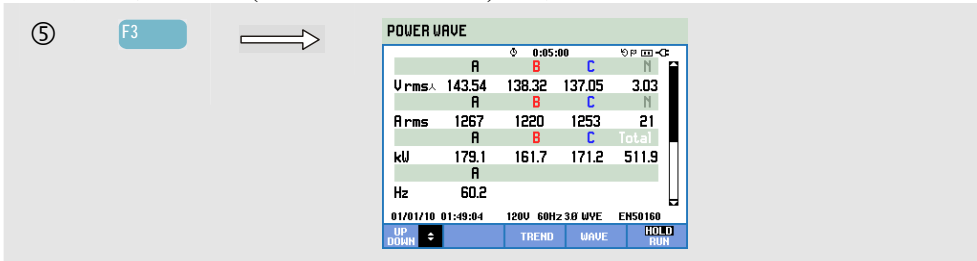 ⑤
F3
POWER WAVE
0:05:00
A B C N
Vrms⅄ 143.54 138.32 137.05 3.03
A B C N
Arms 1267 1220 1253 21
A B C Total
kW 179.1 161.7 171.2 511.9
A
Hz 60.2
01/01/10 01:49:04 120V 60Hz 3.Ø WYE EN50160
UP DOWN TREND WAVE HOLD RUN